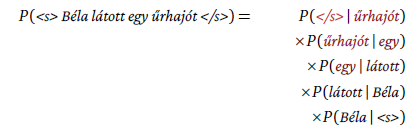 P(<s> Béla látott egy űrhajót </s>) = P(</s> | űrhajót)
×P(űrhajót | egy)
×P(egy | látott)
×P(látott | Béla)
×P(Béla | <s>)